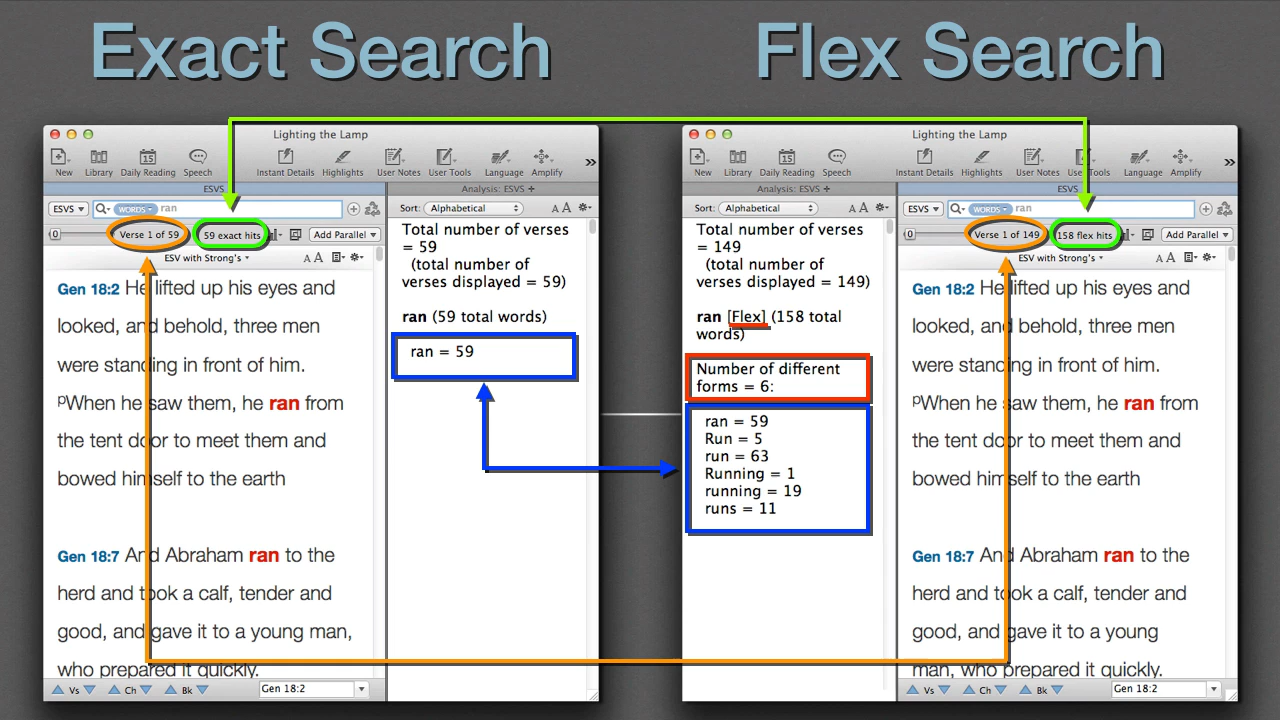 Exact Search
Flex Search
Lighting the Lamp
New Library Daily Reading Speech Instant Details Highlights User Notes User Tools Language Amplify
15
ESVS
Analysis: ESVS +
ESVS WORDS ran
Sort: Alphabetical A A
Verse 1 of 59 59 exact hits Add Parallel
ESV with Strong's A A
Gen 18:2 He lifted up his eyes and
looked, and behold, three men
were standing in front of him.
pWhen he saw them, he ran from
the tent door to meet them and
bowed himself to the earth
Gen 18:7 And Abraham ran to the
herd and took a calf, tender and
good, and gave it to a young man,
who prepared it quickly.
Vs Ch Bk Gen 18:2
Total number of verses
= 59
(total number of
verses displayed = 59)
ran (59 total words)
ran = 59
Lighting the Lamp
New Library Daily Reading Speech Instant Details Highlights User Notes User Tools Language Amplify
15
Analysis: ESVS +
ESVS
Sort: Alphabetical A A
Total number of verses
= 149
(total number of
verses displayed = 149)
ran [Flex] (158 total
words)
Number of different
forms = 6:
ran = 59
Run = 5
run = 63
Running = 1
running = 19
runs = 11
ESVS WORDS ran
Verse 1 of 149 158 flex hits Add Parallel
ESV with Strong's A A
Gen 18:2 He lifted up his eyes and
looked, and behold, three men
were standing in front of him.
pWhen he saw them, he ran from
the tent door to meet them and
bowed himself to the earth
Gen 18:7 And Abraham ran to the
herd and took a calf, tender and
good, and gave it to a young
man, who prepared it quickly.
Vs Ch Bk Gen 18:2